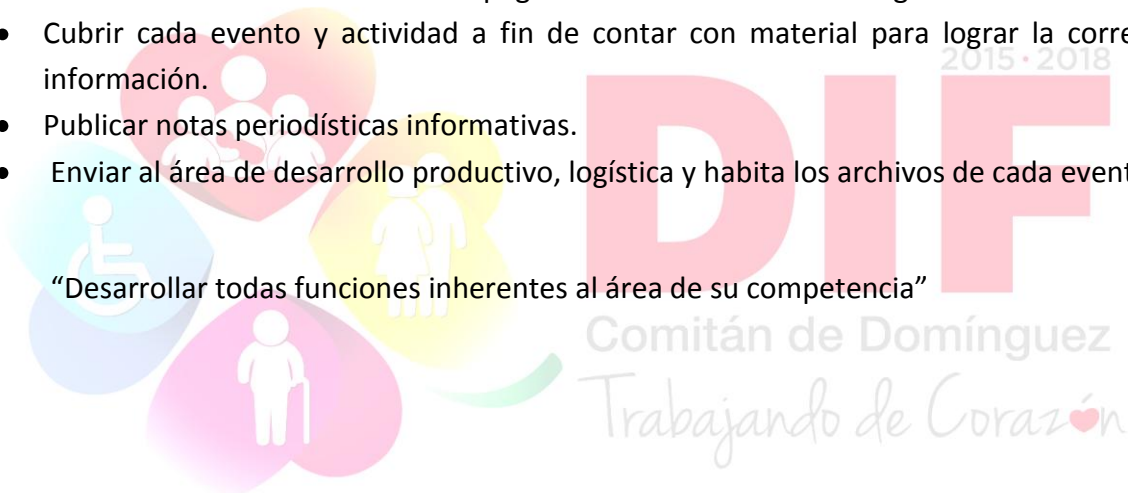 • Cubrir cada evento y actividad a fin de contar con material para lograr la corre
información.
• Publicar notas periodísticas informativas.
• Enviar al área de desarrollo productivo, logística y habita los archivos de cada event
“Desarrollar todas funciones inherentes al área de su competencia”
2015 · 2018
DIF
Comitán de Domínguez
Trabajando de Corazón